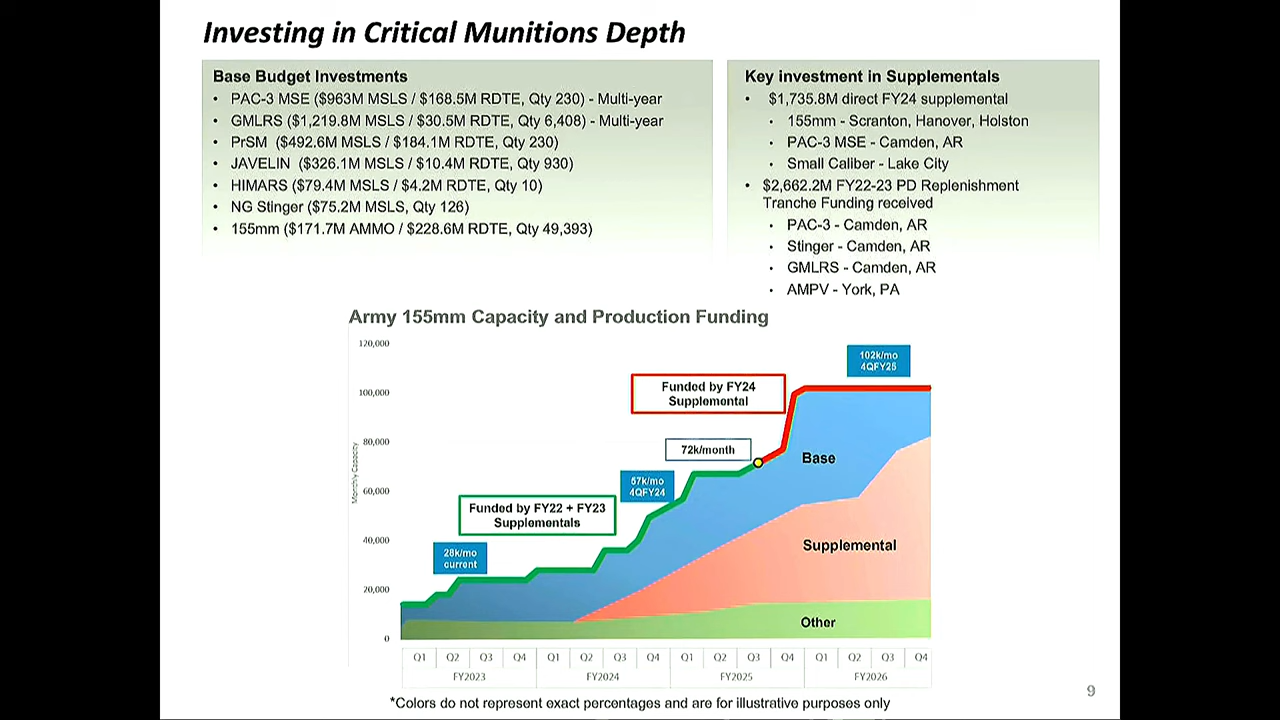 Investing in Critical Munitions Depth
Base Budget Investments
• PAC-3 MSE ($963M MSLS / $168.5M RDTE, Qty 230) - Multi-year
• GMLRS ($1,219.8M MSLS / $30.5M RDTE, Qty 6,408) - Multi-year
• PrSM ($492.6M MSLS / $184.1M RDTE, Qty 230)
• JAVELIN ($326.1M MSLS / $10.4M RDTE, Qty 930)
• HIMARS ($79.4M MSLS / $4.2M RDTE, Qty 10)
• NG Stinger ($75.2M MSLS, Qty 126)
• 155mm ($171.7M AMMO / $228.6M RDTE, Qty 49,393)
Key investment in Supplementals
• $1,735.8M direct FY24 supplemental
• 155mm - Scranton, Hanover, Holston
• PAC-3 MSE - Camden, AR
• Small Caliber - Lake City
• $2,662.2M FY22-23 PD Replenishment
Tranche Funding received
• PAC-3 - Camden, AR
• Stinger - Camden, AR
• GMLRS - Camden, AR
• AMPV - York, PA
Army 155mm Capacity and Production Funding
120,000
100,000
80,000
60,000
40,000
20,000
0
Monthly Capacity
102k/mo
4QFY25
Funded by FY24
Supplemental
72k/month
57k/mo
4QFY24
Funded by FY22 + FY23
Supplementals
28k/mo
current
Base
Supplemental
Other
Q1 Q2 Q3 Q4 Q1 Q2 Q3 Q4 Q1 Q2 Q3 Q4 Q1 Q2 Q3 Q4
FY2023 FY2024 FY2025 FY2026
*Colors do not represent exact percentages and are for illustrative purposes only
9